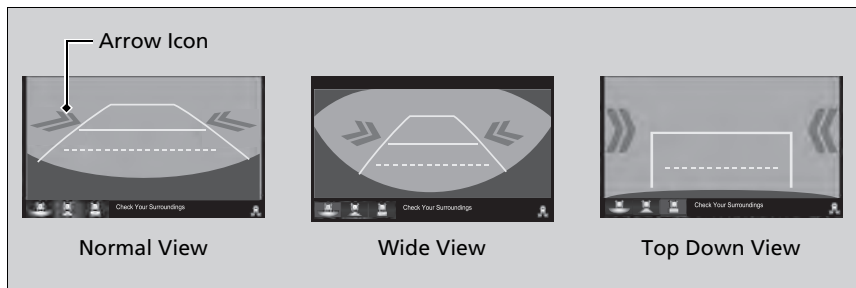 Arrow Icon
Check Your Surroundings
Check Your Surroundings
Check Your Surroundings
Normal View
Wide View
Top Down View